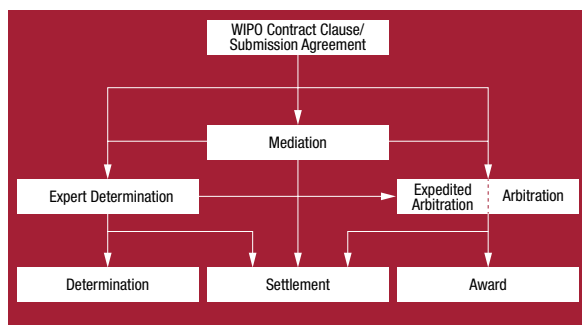 WIPO Contract Clause/
Submission Agreement
Mediation
Expert Determination
Expedited
Arbitration
Arbitration
Determination
Settlement
Award